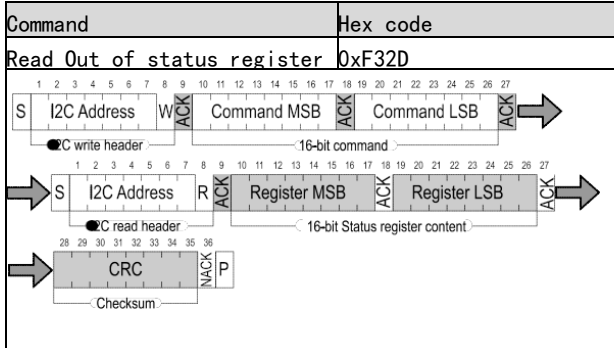 Command Hex code
Read Out of status register 0xF32D
1 2 3 4 5 6 7 8 9 10 11 12 13 14 15 16 17 18 19 20 21 22 23 24 25 26 27
S I2C Address W ACK Command MSB ACK Command LSB ACK
2C write header 16-bit command
1 2 3 4 5 6 7 8 9 10 11 12 13 14 15 16 17 18 19 20 21 22 23 24 25 26 27
S I2C Address R ACK Register MSB ACK Register LSB ACK
2C read header 16-bit Status register content
28 29 30 31 32 33 34 35 36
CRC NACK P
Checksum